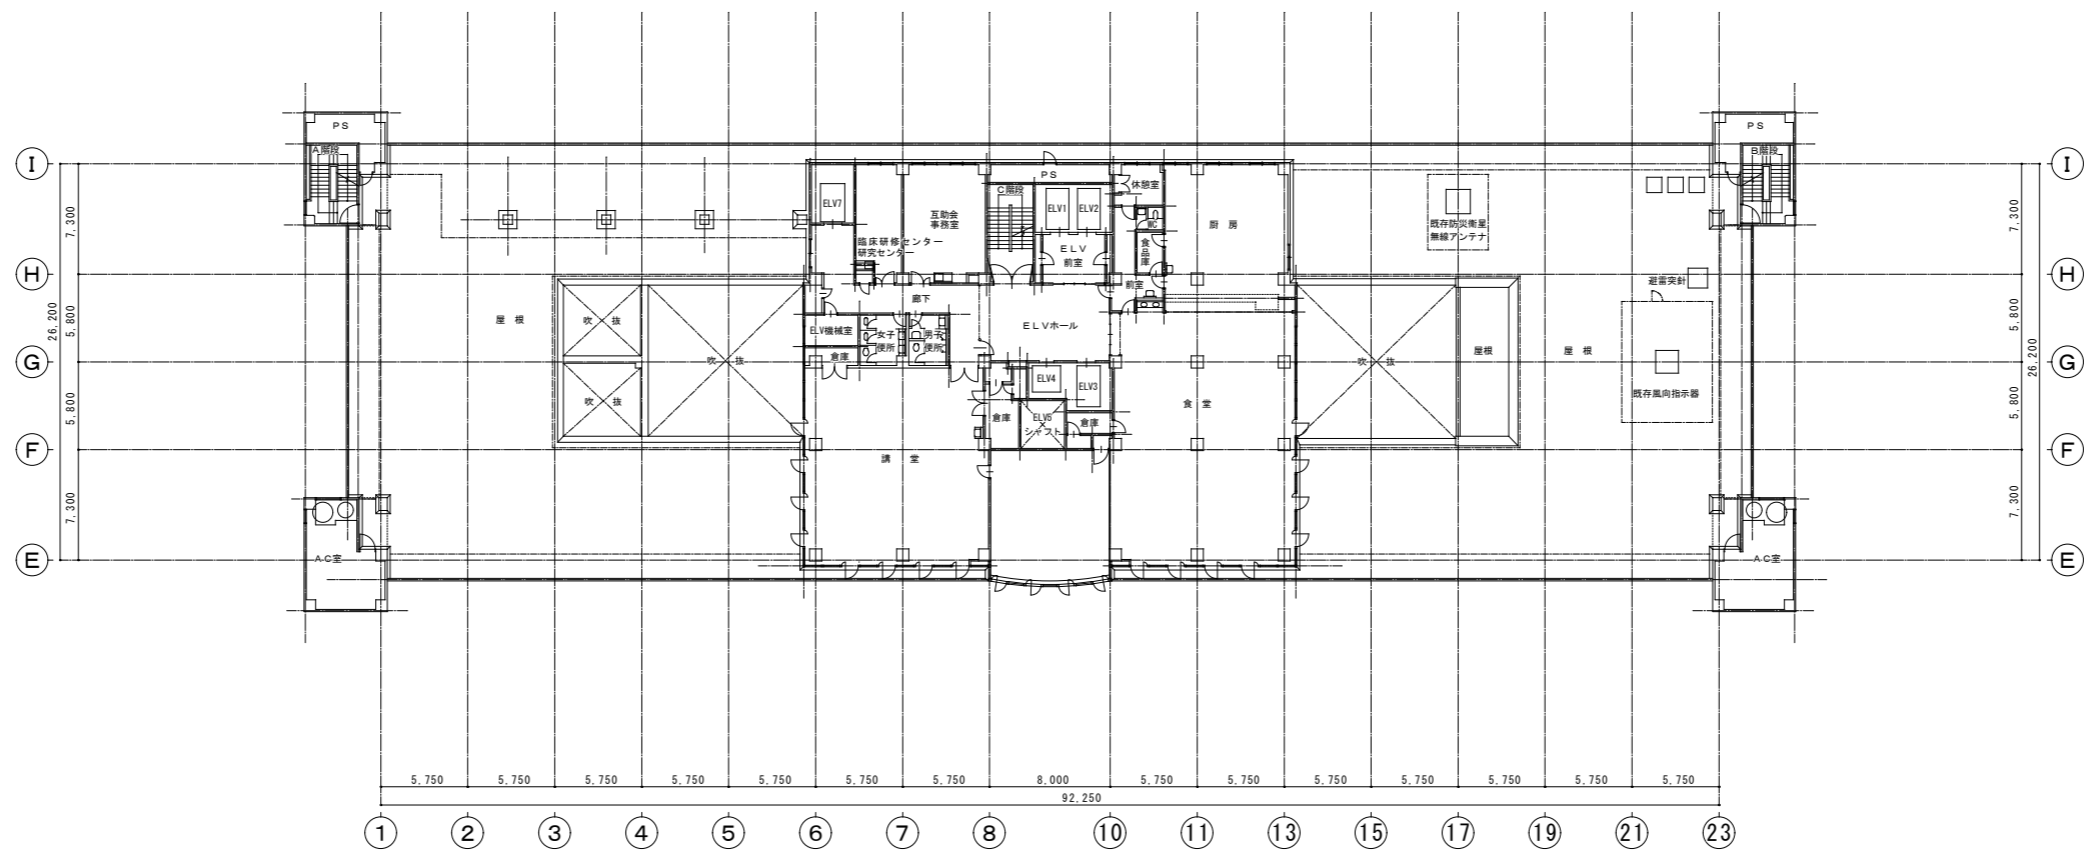 PS
PS
A階段
B階段
I
I
PS
C階段
休憩室
ELV7
ELV1
ELV2
互助会
事務室
WC
厨 房
既存防災衛星
無線アンテナ
7,300
7,300
臨床研修センター
研究センター
食品庫
ELV
前室
H
H
前室
避雷突針
廊下
屋 根
吹 抜
ELVホール
ELV機械室
女子
便所
男子
便所
5,800
26,200
5,800
26,200
倉庫
吹 抜
吹 抜
屋根
屋 根
G
G
ELV4
ELV3
既存風向指示器
吹 抜
食 堂
5,800
5,800
倉庫
ELV5
シャフト
倉庫
F
F
講 堂
7,300
7,300
AC室
AC室
E
E
5,750
5,750
5,750
5,750
5,750
5,750
5,750
8,000
5,750
5,750
5,750
5,750
5,750
5,750
5,750
92,250
1
2
3
4
5
6
7
8
10
11
13
15
17
19
21
23